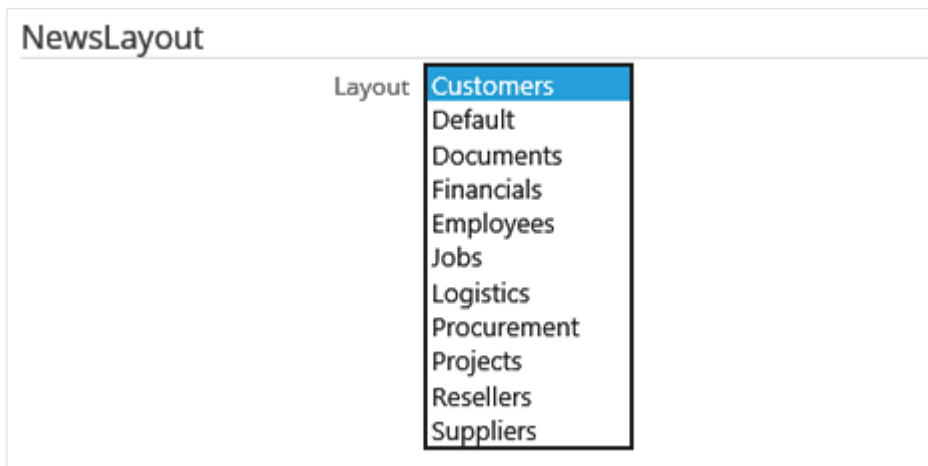 NewsLayout
Layout Customers
Default
Documents
Financials
Employees
Jobs
Logistics
Procurement
Projects
Resellers
Suppliers